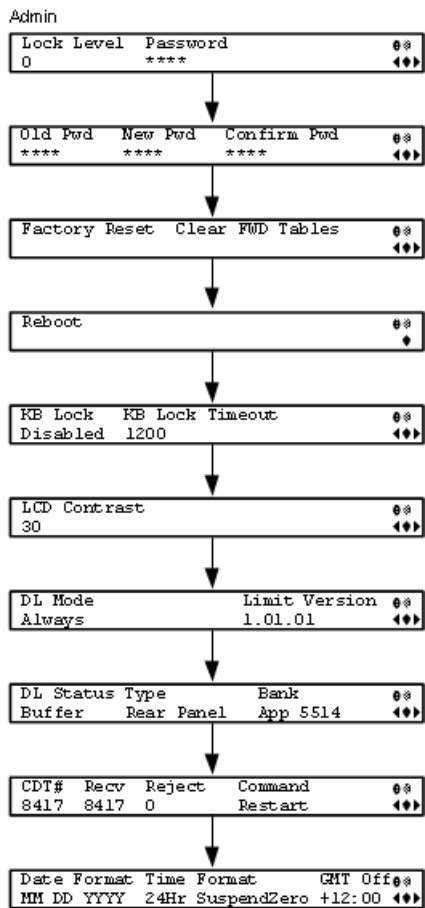 Admin
Lock Level Password
0 ****
Old Pwd New Pwd Confirm Pwd
**** **** ****
Factory Reset Clear FWD Tables
Reboot
KB Lock KB Lock Timeout
Disabled 1200
LCD Contrast
30
DL Mode Limit Version
Always 1.01.01
DL Status Type Bank
Buffer Rear Panel App 5514
CDT# Recv Reject Command
8417 8417 0 Restart
Date Format Time Format GMT Off
MM DD YYYY 24Hr SuspendZero +12:00